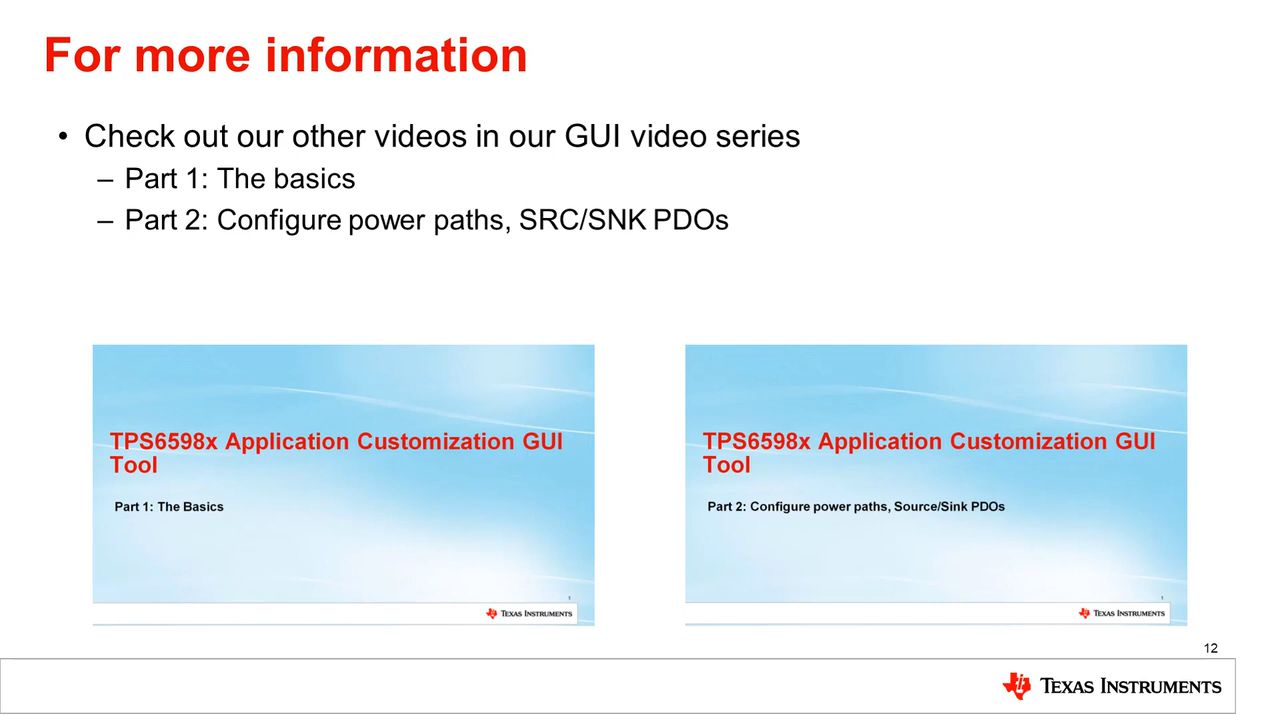 For more information
• Check out our other videos in our GUI video series
– Part 1: The basics
– Part 2: Configure power paths, SRC/SNK PDOs
TPS6598x Application Customization GUI
Tool
Part 1: The Basics
1
TEXAS INSTRUMENTS
TPS6598x Application Customization GUI
Tool
Part 2: Configure power paths, Source/Sink PDOs
1
TEXAS INSTRUMENTS
12
TEXAS INSTRUMENTS